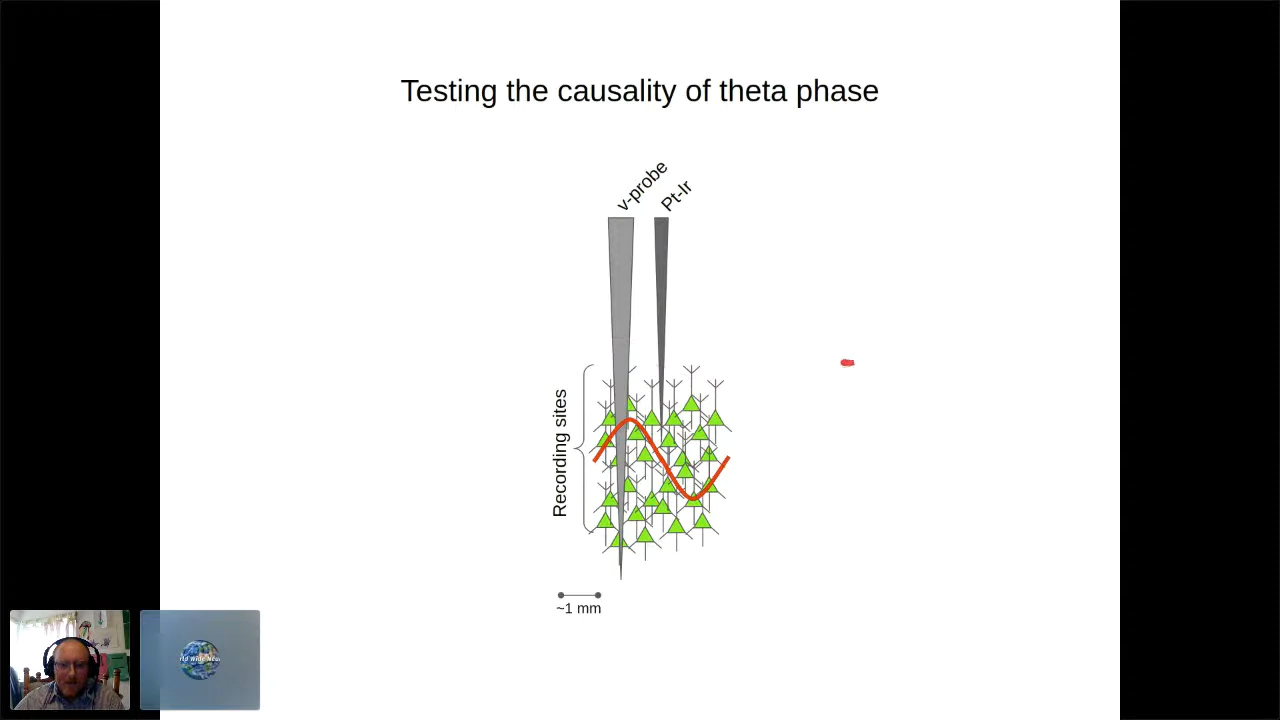 Testing the causality of theta phase
v-probe
Pt-Ir
Recording sites
~1 mm